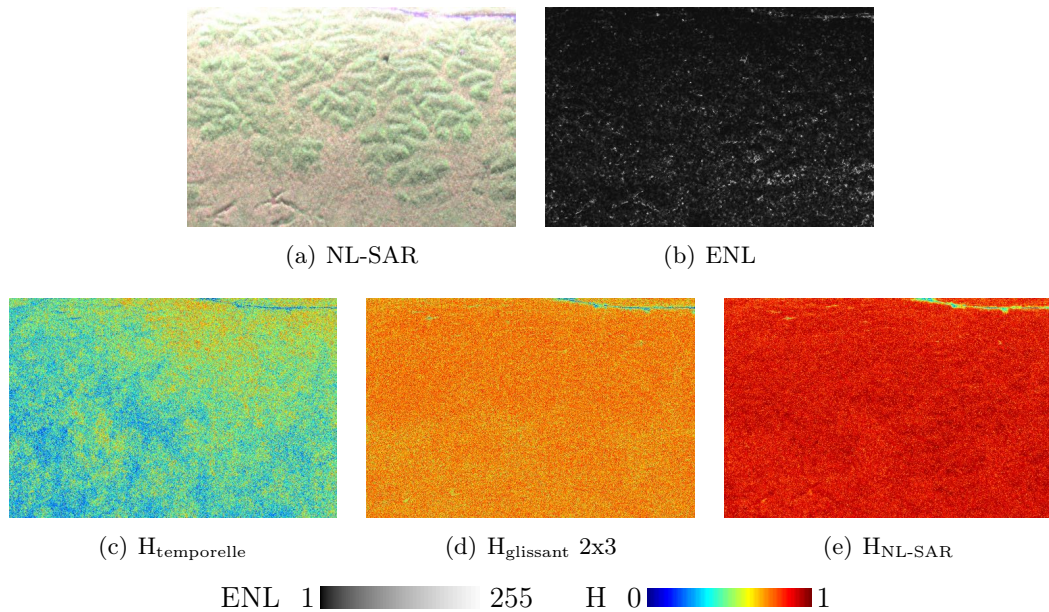 (a) NL-SAR
(b) ENL
(c) H_temporelle
(d) H_glissant 2x3
(e) H_NL-SAR
ENL 1 255 H 0 1